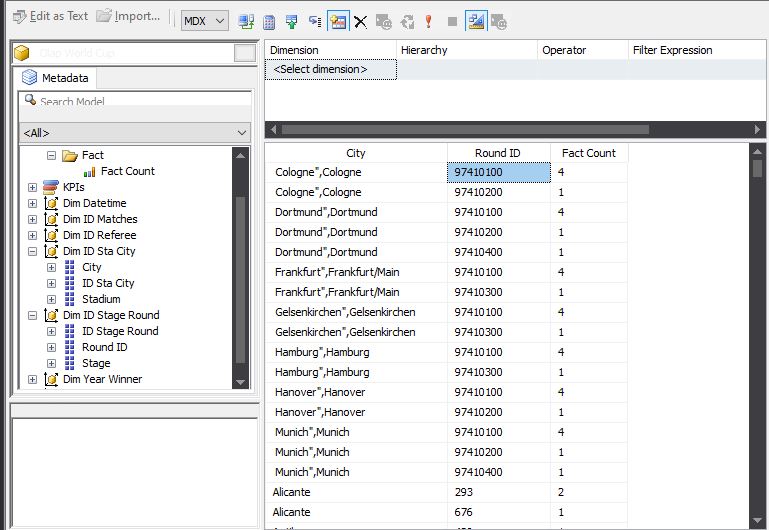 Edit as Text Import... MDX
Olap World Cup
Metadata
Search Model
<All>
Fact
Fact Count
KPIs
Dim Datetime
Dim ID Matches
Dim ID Referee
Dim ID Sta City
City
ID Sta City
Stadium
Dim ID Stage Round
ID Stage Round
Round ID
Stage
Dim Year Winner
Dimension Hierarchy Operator Filter Expression
<Select dimension>
City Round ID Fact Count
Cologne",Cologne 97410100 4
Cologne",Cologne 97410200 1
Dortmund",Dortmund 97410100 4
Dortmund",Dortmund 97410200 1
Dortmund",Dortmund 97410400 1
Frankfurt",Frankfurt/Main 97410100 4
Frankfurt",Frankfurt/Main 97410300 1
Gelsenkirchen",Gelsenkirchen 97410100 4
Gelsenkirchen",Gelsenkirchen 97410300 1
Hamburg",Hamburg 97410100 4
Hamburg",Hamburg 97410300 1
Hanover",Hanover 97410100 4
Hanover",Hanover 97410200 1
Munich",Munich 97410100 4
Munich",Munich 97410200 1
Munich",Munich 97410400 1
Alicante 293 2
Alicante 676 1